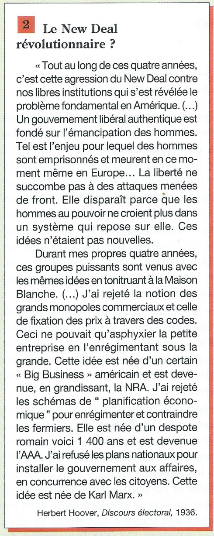 2 Le New Deal
révolutionnaire ?
« Tout au long de ces quatre années,
c'est cette agression du New Deal contre
nos libres institutions qui s'est révélée le
problème fondamental en Amérique. (...)
Un gouvernement libéral authentique est
fondé sur l'émancipation des hommes.
Tel est l'enjeu pour lequel des hommes
sont emprisonnés et meurent en ce mo-
ment même en Europe... La liberté ne
succombe pas à des attaques menées
de front. Elle disparaît parce que les
hommes au pouvoir ne croient plus dans
un système qui repose sur elle. Ces
idées n'étaient pas nouvelles.
Durant mes propres quatre années,
ces groupes puissants sont venus avec
les mêmes idées en tonitruant à la Maison
Blanche. (...) J'ai rejeté la notion des
grands monopoles commerciaux et celle
de fixation des prix à travers des codes.
Ceci ne pouvait qu'asphyxier la petite
entreprise en l'enrégimentant sous la
grande. Cette idée est née d'un certain
« Big Business » américain et est deve-
nue, en grandissant, la NRA. J'ai rejeté
les schémas de " planification écono-
mique " pour enrégimenter et contraindre
les fermiers. Elle est née d'un despote
romain voici 1 400 ans et est devenue
l'AAA. J'ai refusé les plans nationaux pour
installer le gouvernement aux affaires,
en concurrence avec les citoyens. Cette
idée est née de Karl Marx. »
Herbert Hoover, Discours électoral, 1936.